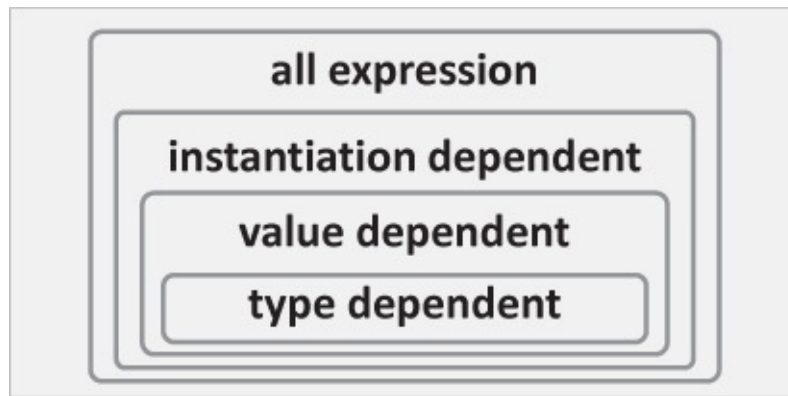 all expression
instantiation dependent
value dependent
type dependent